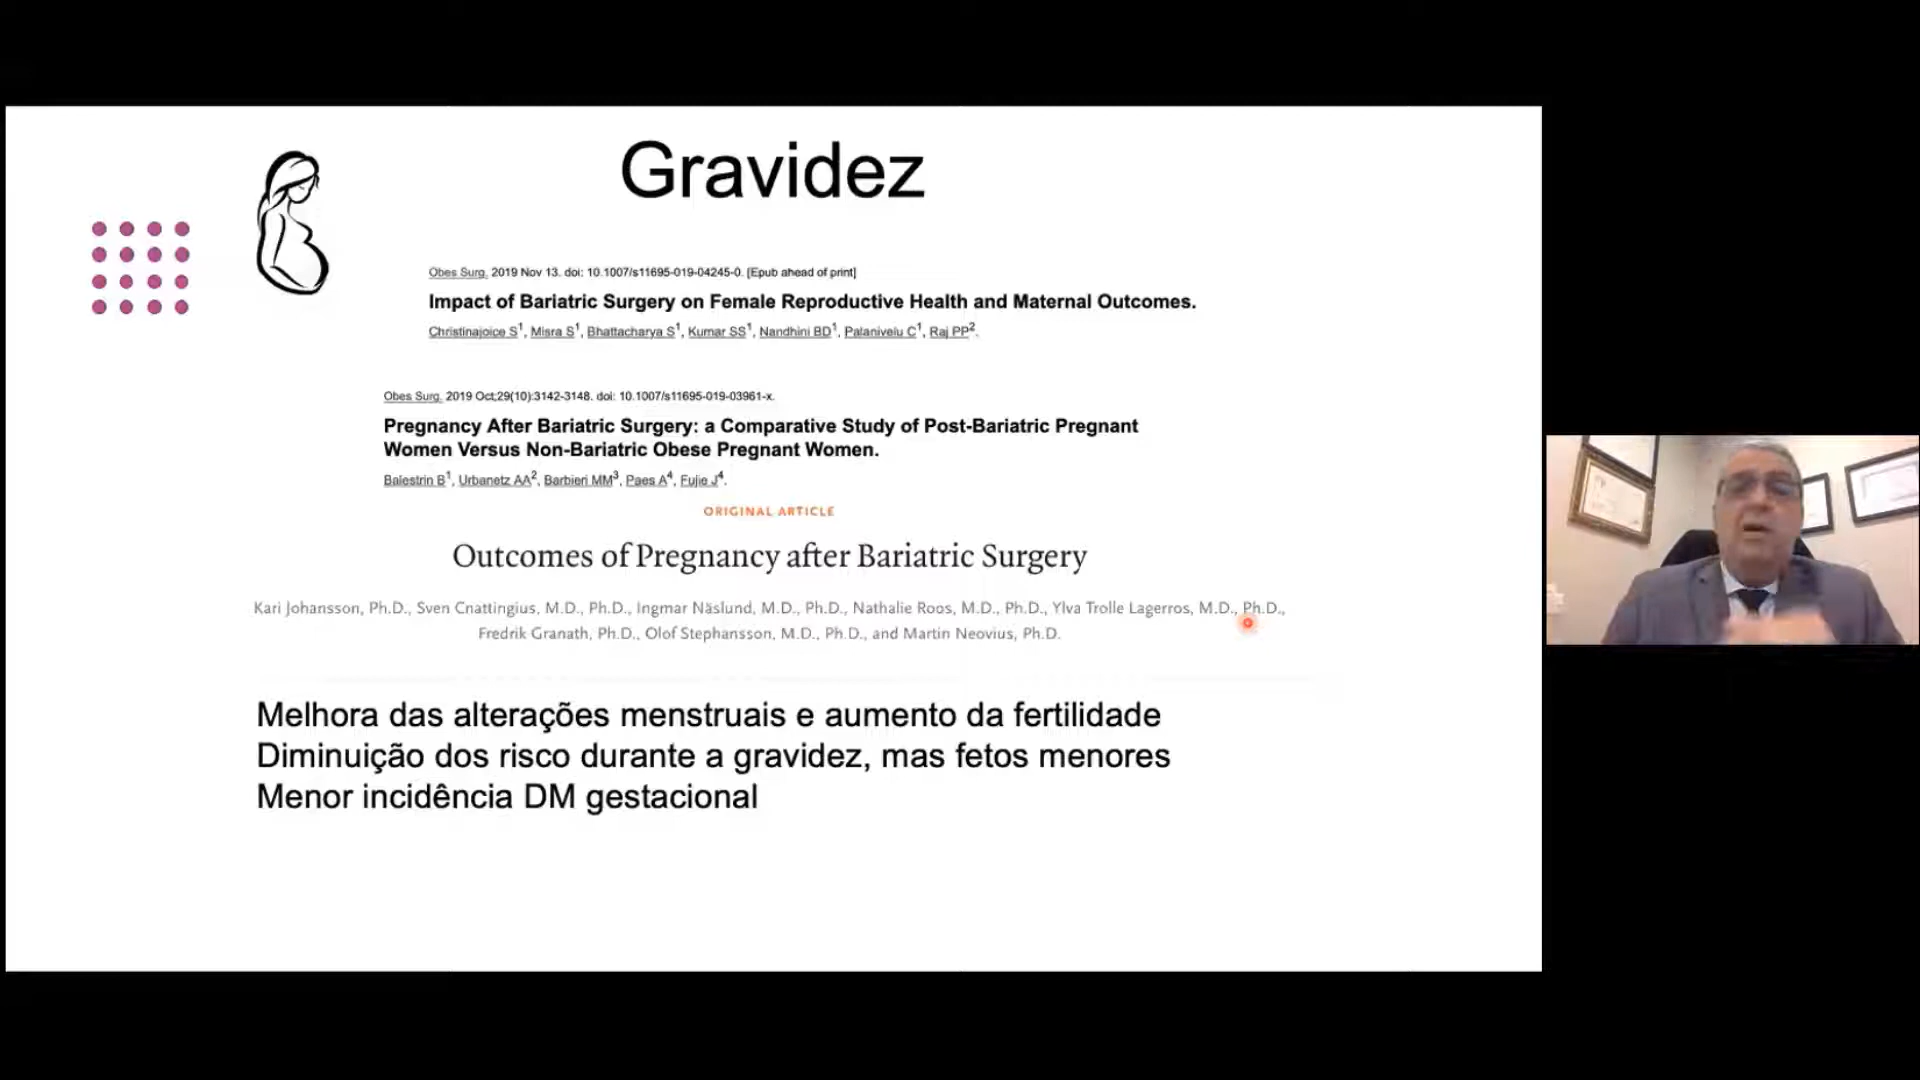 Gravidez
Obes Surg. 2019 Nov 13. doi: 10.1007/s11695-019-04245-0. [Epub ahead of print]
Impact of Bariatric Surgery on Female Reproductive Health and Maternal Outcomes.
Christinajoice S1, Misra S1, Bhattacharya S1, Kumar SS1, Nandhini BD1, Palanivelu C1, Raj PP2.
Obes Surg. 2019 Oct;29(10):3142-3148. doi: 10.1007/s11695-019-03961-x.
Pregnancy After Bariatric Surgery: a Comparative Study of Post-Bariatric Pregnant
Women Versus Non-Bariatric Obese Pregnant Women.
Balestrin B1, Urbanetz AA2, Barbieri MM3, Paes A4, Fujie J4.
ORIGINAL ARTICLE
Outcomes of Pregnancy after Bariatric Surgery
Kari Johansson, Ph.D., Sven Cnattingius, M.D., Ph.D., Ingmar Näslund, M.D., Ph.D., Nathalie Roos, M.D., Ph.D., Ylva Trolle Lagerros, M.D., Ph.D.,
Fredrik Granath, Ph.D., Olof Stephansson, M.D., Ph.D., and Martin Neovius, Ph.D.
Melhora das alterações menstruais e aumento da fertilidade
Diminuição dos risco durante a gravidez, mas fetos menores
Menor incidência DM gestacional